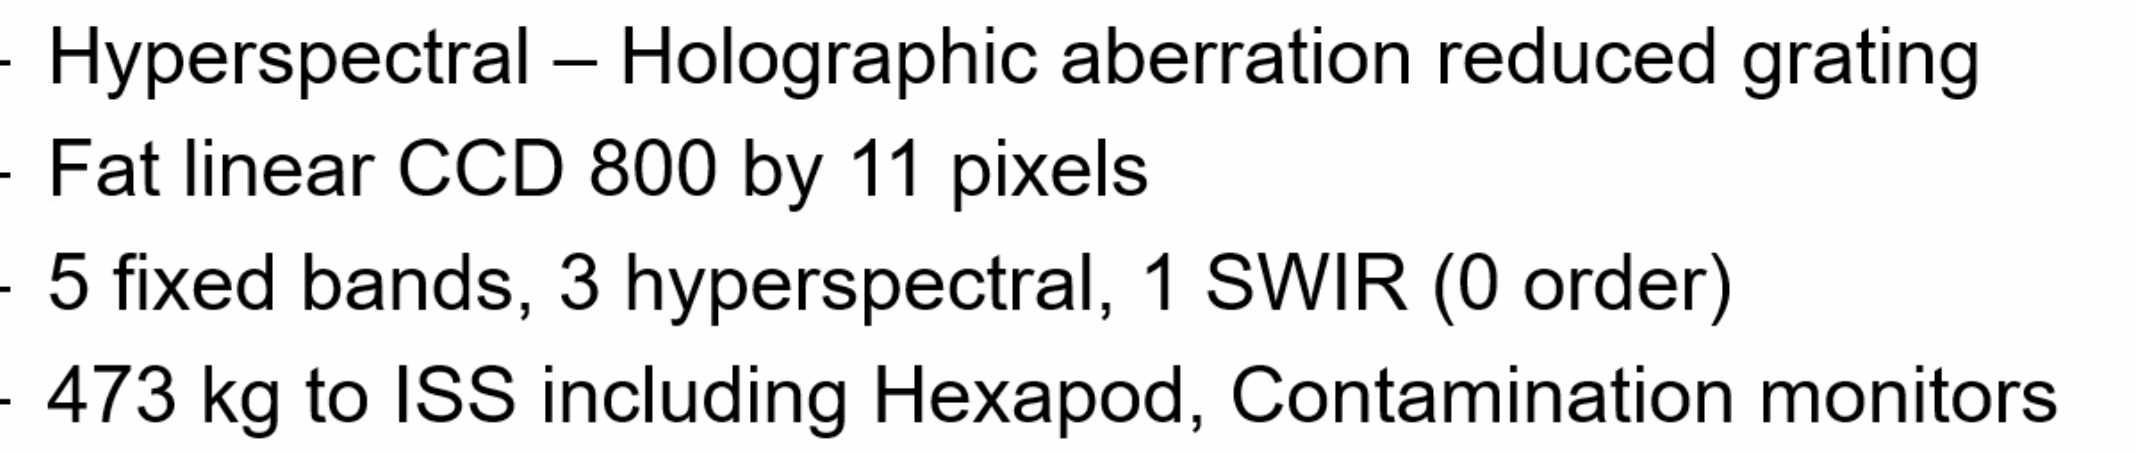 - Hyperspectral – Holographic aberration reduced grating
- Fat linear CCD 800 by 11 pixels
- 5 fixed bands, 3 hyperspectral, 1 SWIR (0 order)
- 473 kg to ISS including Hexapod, Contamination monitors